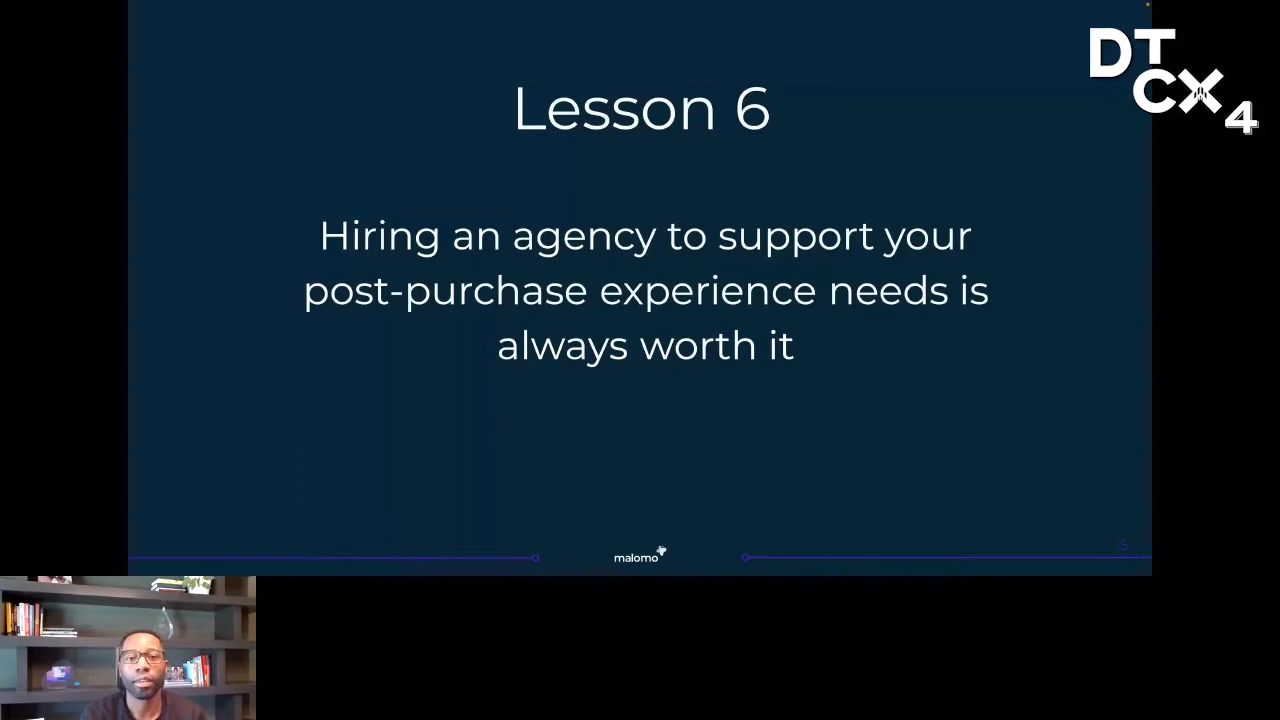 DT
CX
4
Lesson 6
Hiring an agency to support your
post-purchase experience needs is
always worth it
malomo
15